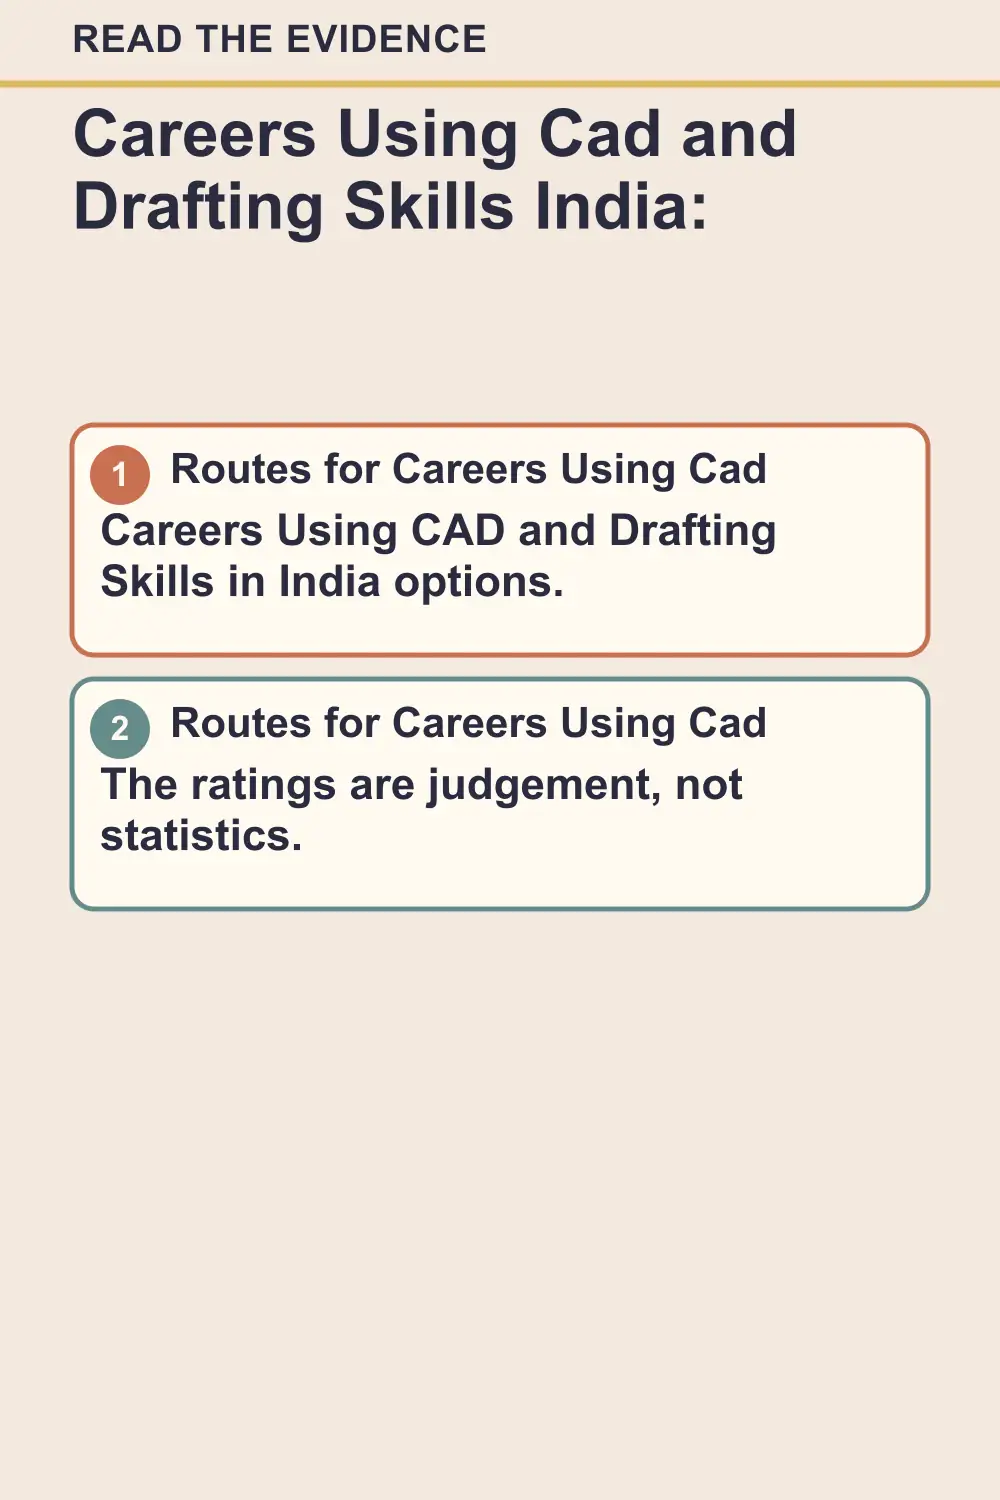 READ THE EVIDENCE
Careers Using Cad and
Drafting Skills India:
1 Routes for Careers Using Cad
Careers Using CAD and Drafting
Skills in India options.
2 Routes for Careers Using Cad
The ratings are judgement, not
statistics.